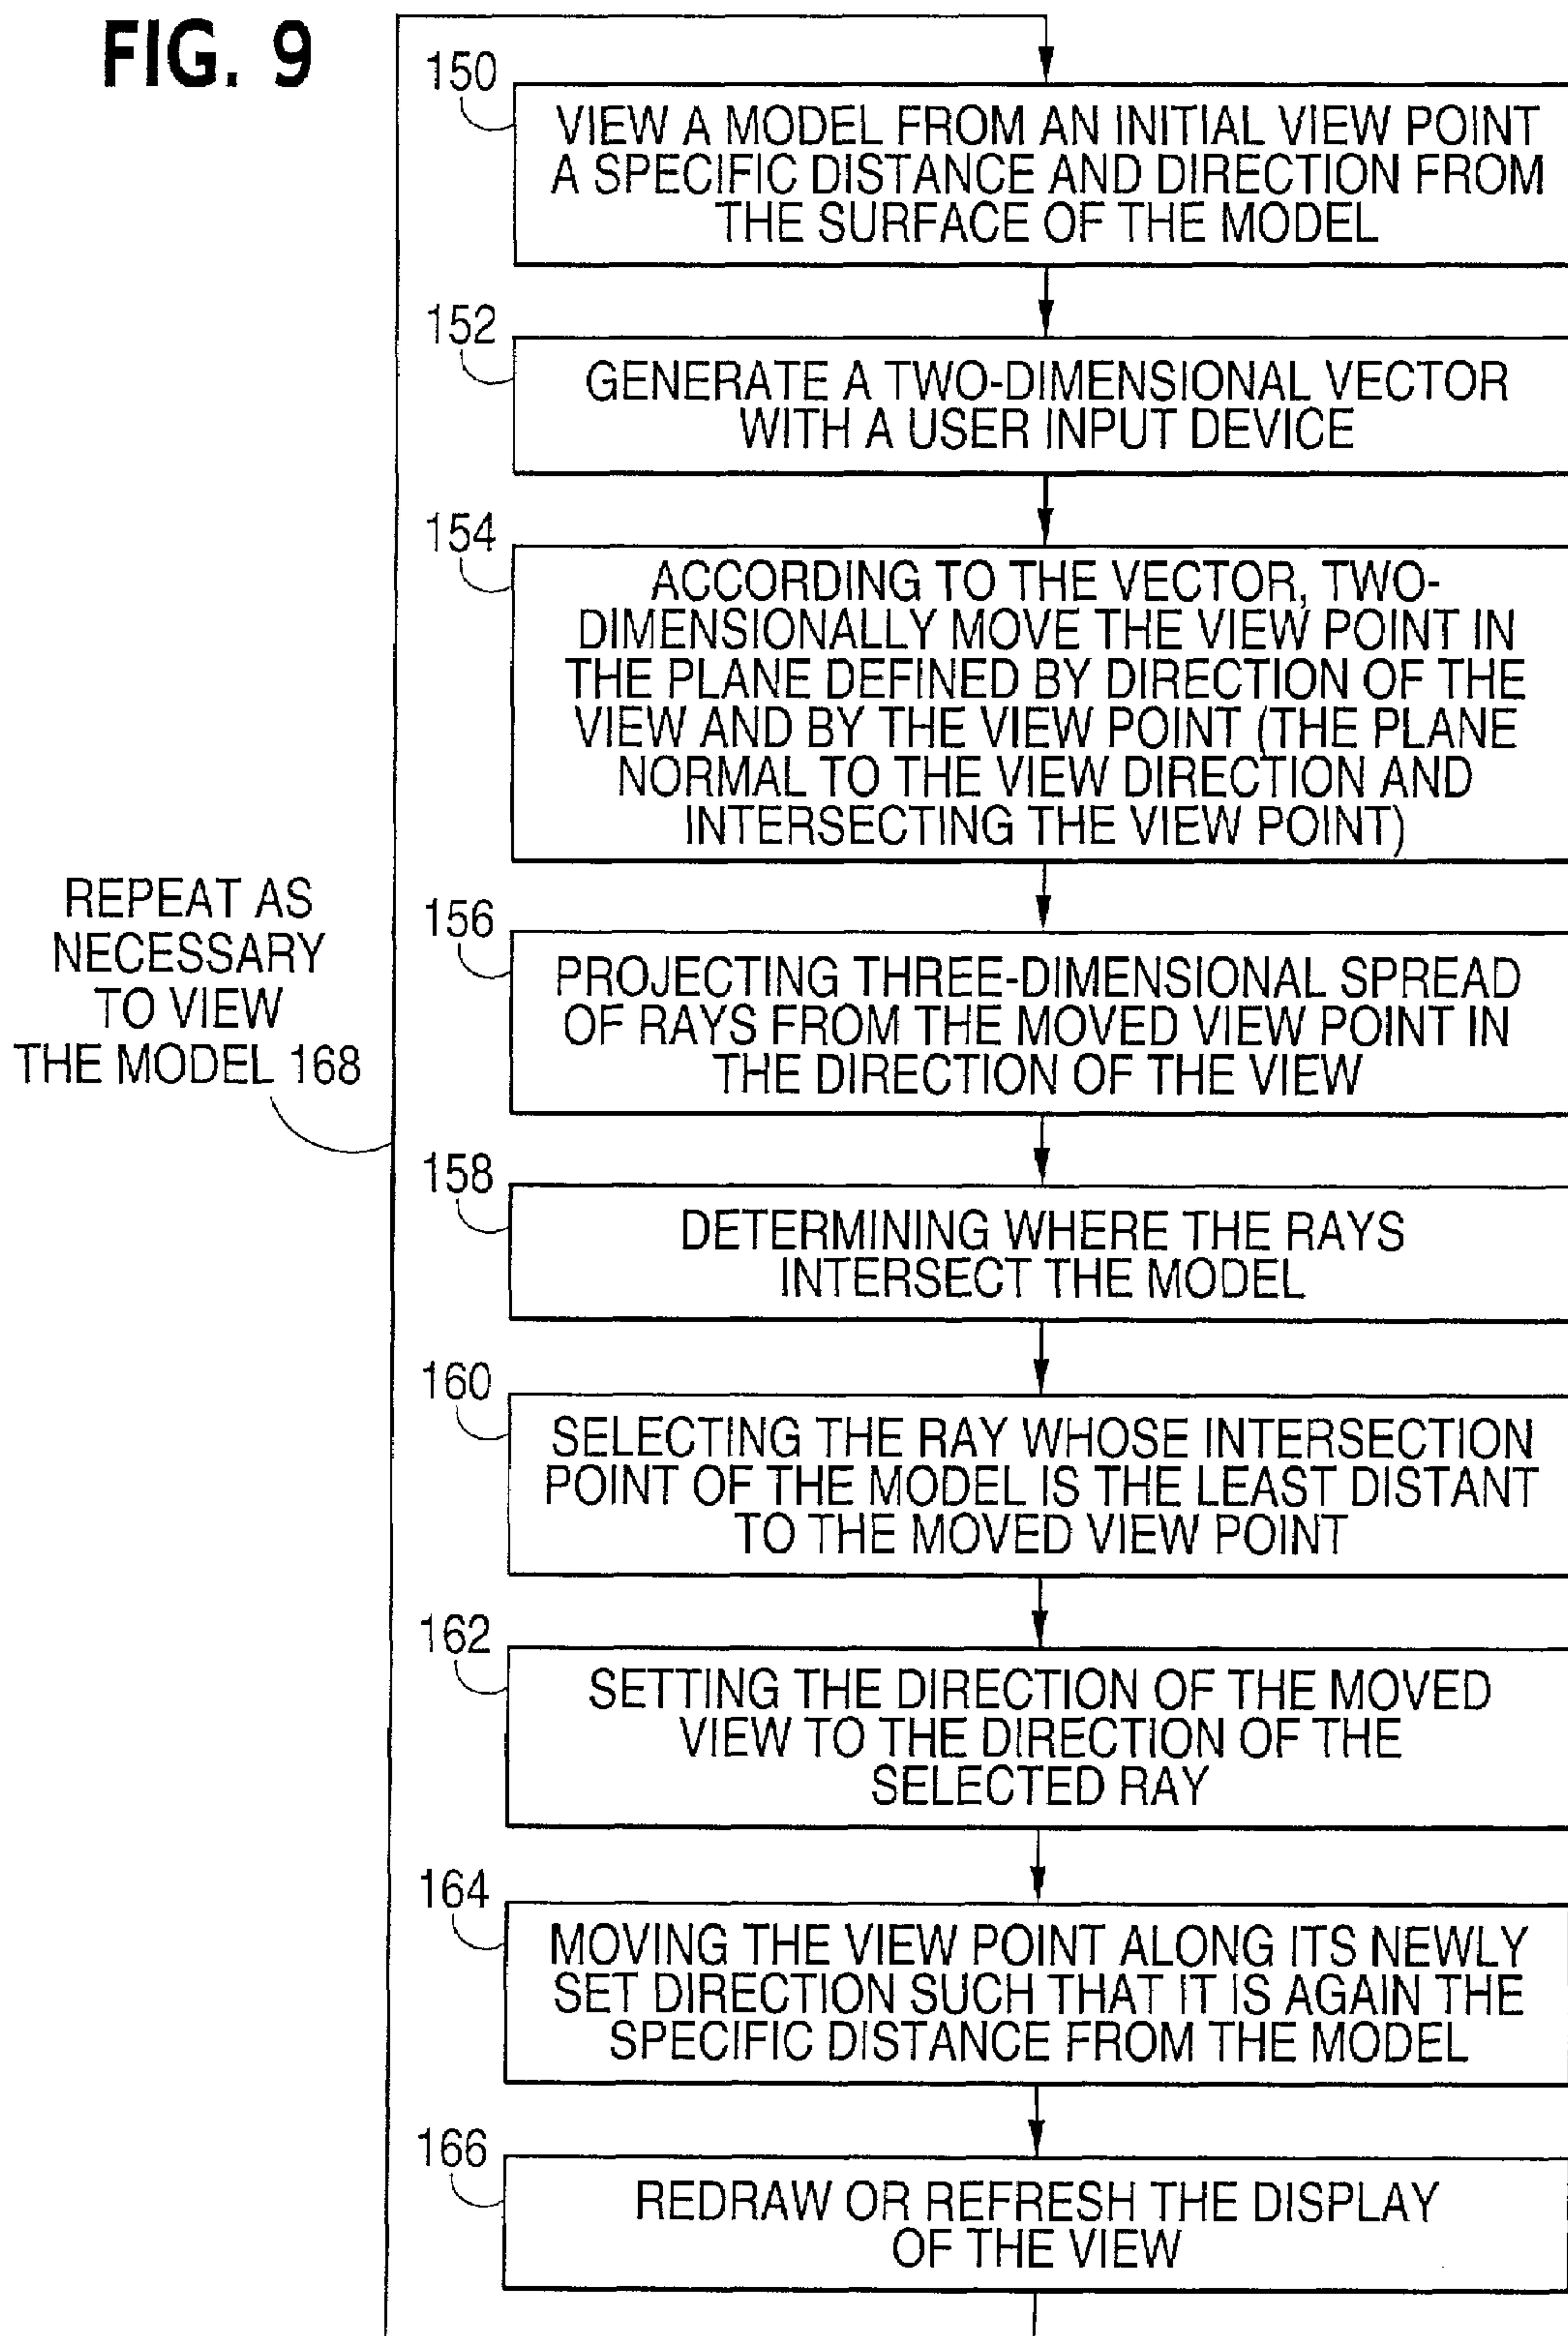 FIG. 9
150
VIEW A MODEL FROM AN INITIAL VIEW POINT
A SPECIFIC DISTANCE AND DIRECTION FROM
THE SURFACE OF THE MODEL
152
GENERATE A TWO-DIMENSIONAL VECTOR
WITH A USER INPUT DEVICE
154
ACCORDING TO THE VECTOR, TWO-
DIMENSIONALLY MOVE THE VIEW POINT IN
THE PLANE DEFINED BY DIRECTION OF THE
VIEW AND BY THE VIEW POINT (THE PLANE
NORMAL TO THE VIEW DIRECTION AND
INTERSECTING THE VIEW POINT)
REPEAT AS
NECESSARY
TO VIEW
THE MODEL 168
156
PROJECTING THREE-DIMENSIONAL SPREAD
OF RAYS FROM THE MOVED VIEW POINT IN
THE DIRECTION OF THE VIEW
158
DETERMINING WHERE THE RAYS
INTERSECT THE MODEL
160
SELECTING THE RAY WHOSE INTERSECTION
POINT OF THE MODEL IS THE LEAST DISTANT
TO THE MOVED VIEW POINT
162
SETTING THE DIRECTION OF THE MOVED
VIEW TO THE DIRECTION OF THE
SELECTED RAY
164
MOVING THE VIEW POINT ALONG ITS NEWLY
SET DIRECTION SUCH THAT IT IS AGAIN THE
SPECIFIC DISTANCE FROM THE MODEL
166
REDRAW OR REFRESH THE DISPLAY
OF THE VIEW